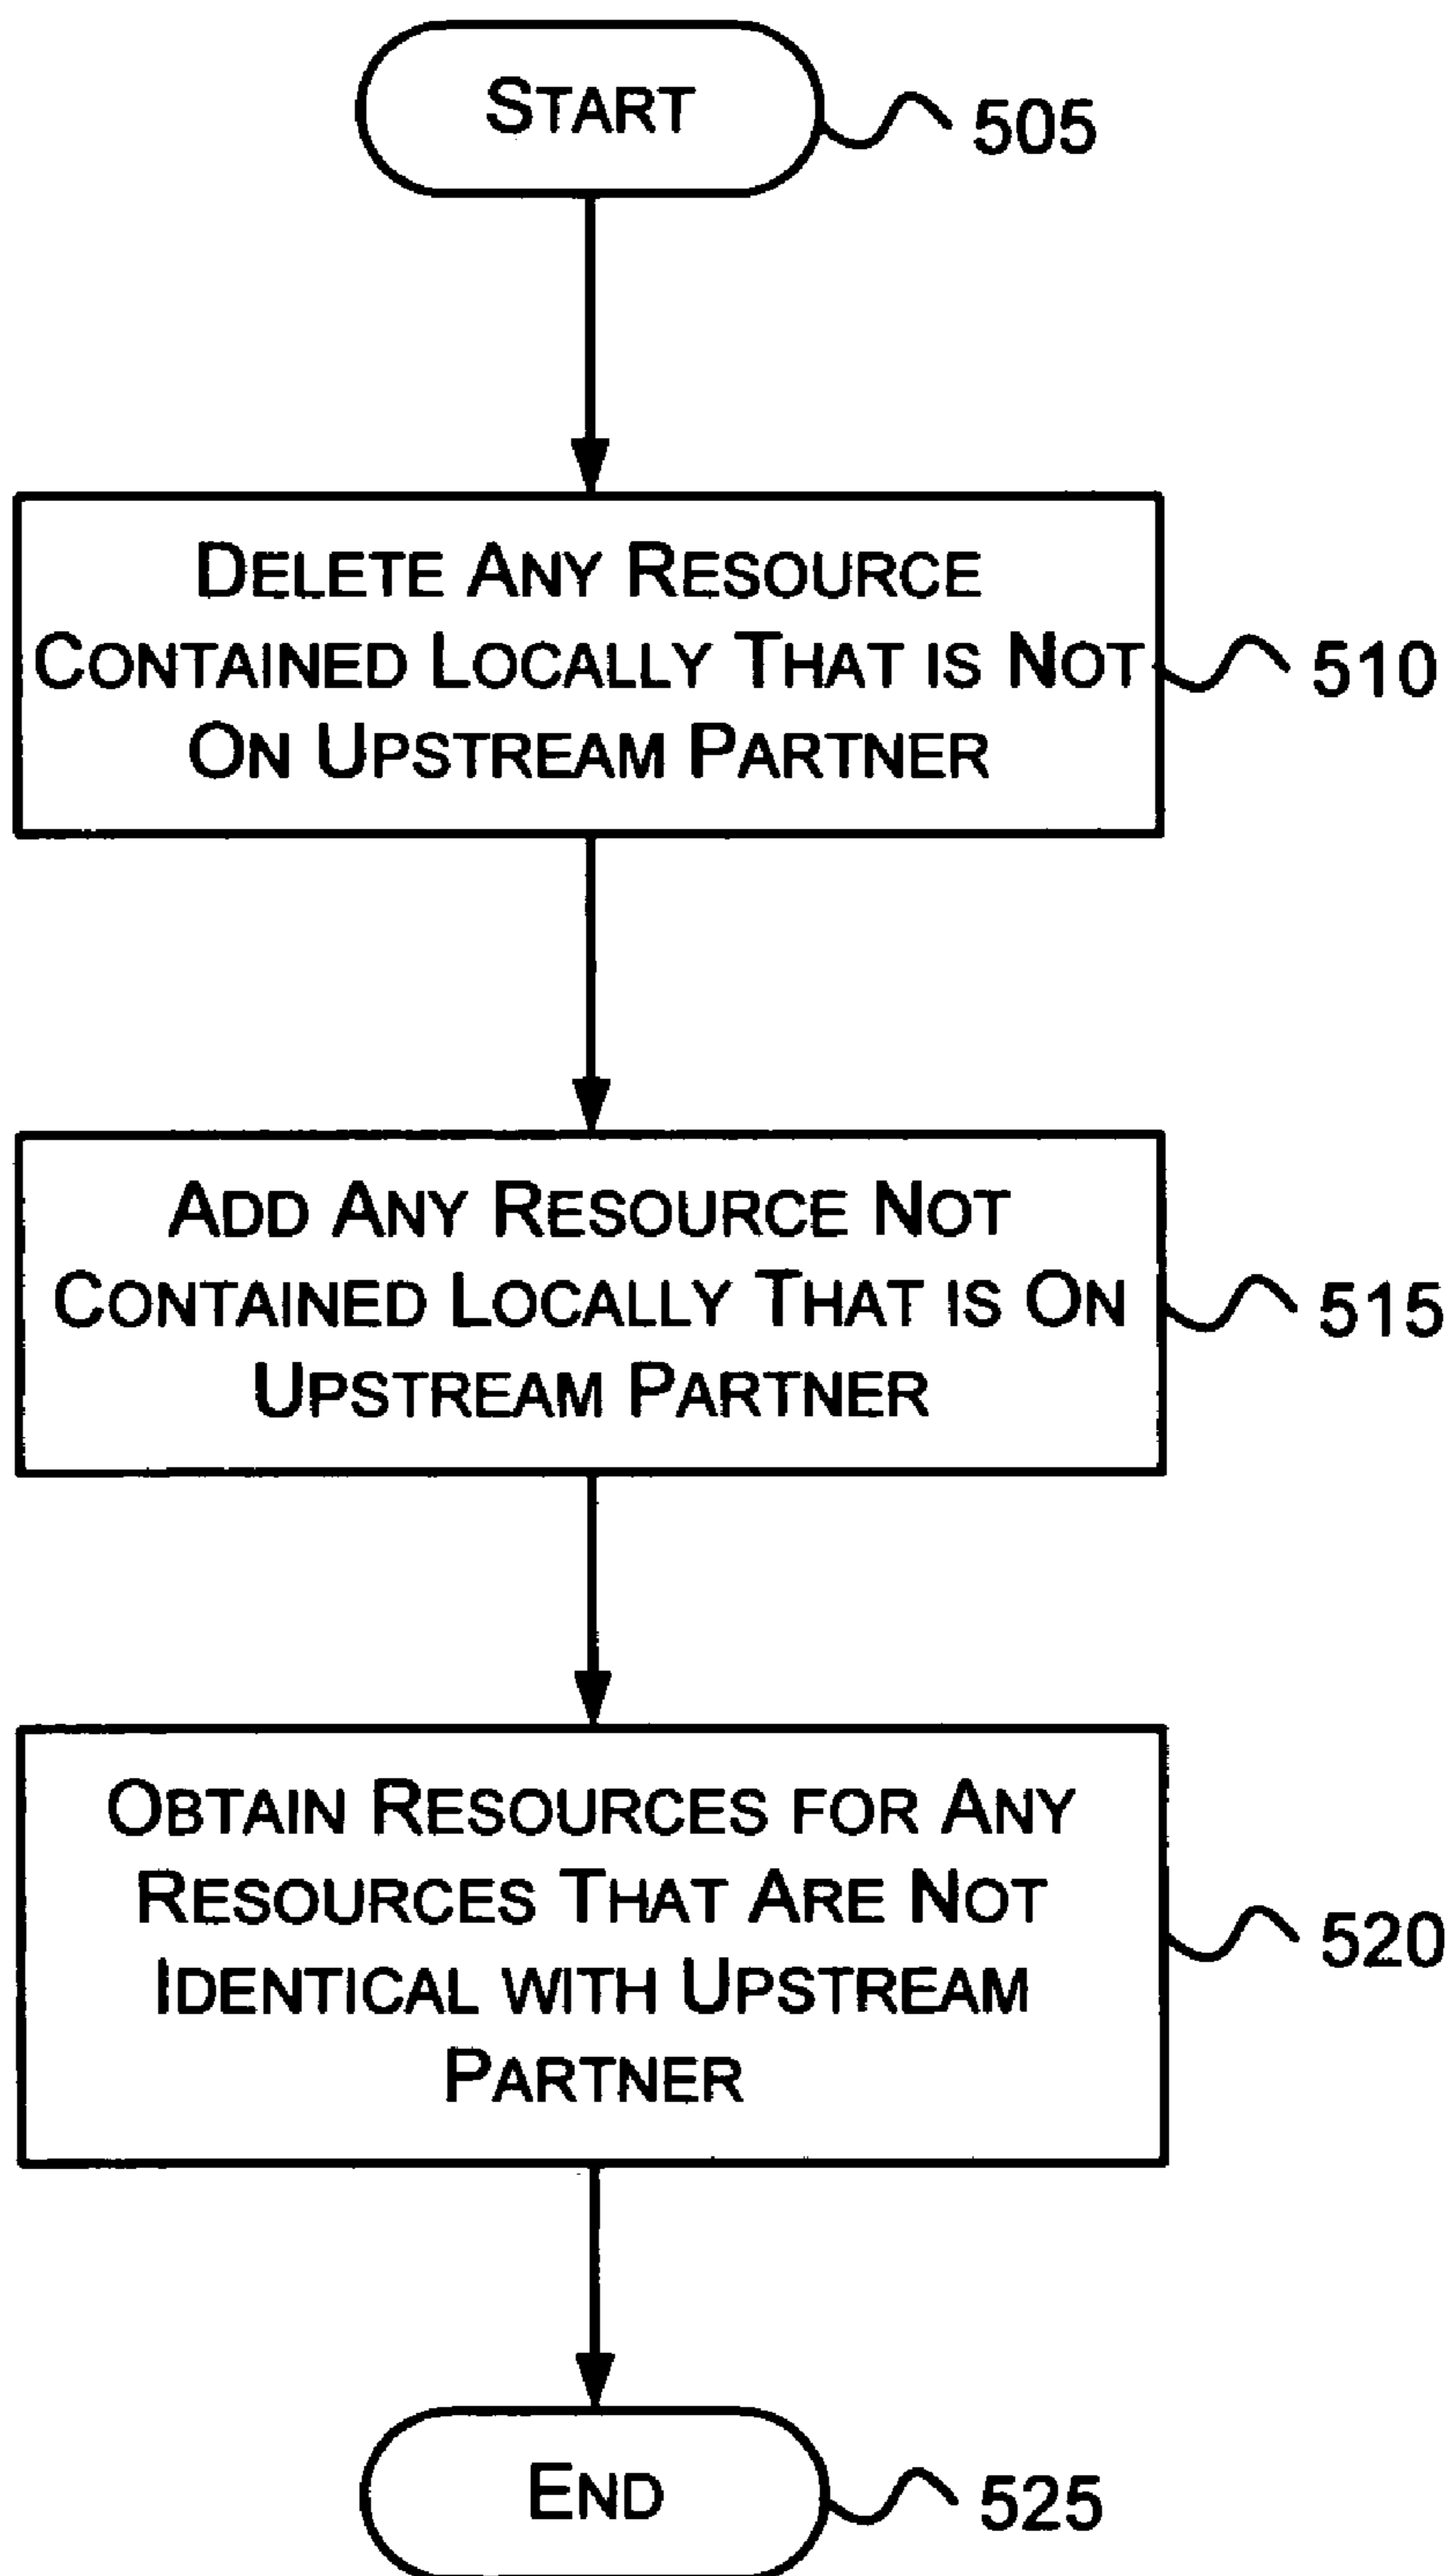 START
505
DELETE ANY RESOURCE
CONTAINED LOCALLY THAT IS NOT
ON UPSTREAM PARTNER
510
ADD ANY RESOURCE NOT
CONTAINED LOCALLY THAT IS ON
UPSTREAM PARTNER
515
OBTAIN RESOURCES FOR ANY
RESOURCES THAT ARE NOT
IDENTICAL WITH UPSTREAM
PARTNER
520
END
525